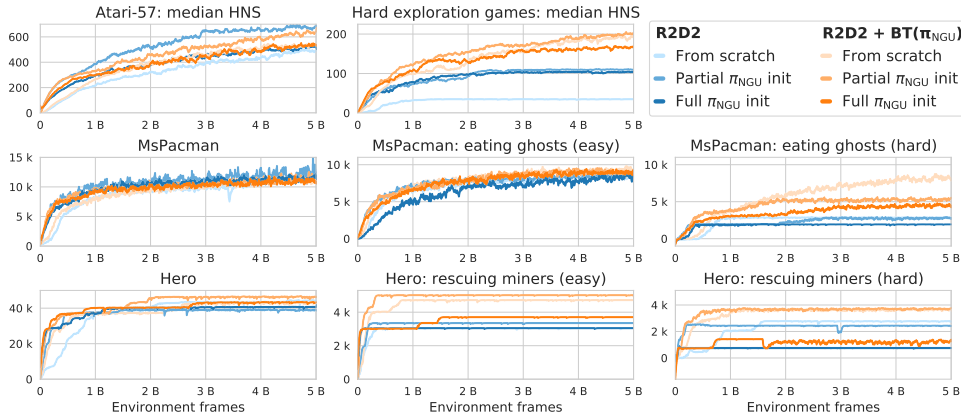 Atari-57: median HNS
600
400
200
0
0 1 B 2 B 3 B 4 B 5 B
Hard exploration games: median HNS
200
100
0
0 1 B 2 B 3 B 4 B 5 B
R2D2 R2D2 + BT(π_NGU)
From scratch From scratch
Partial π_NGU init Partial π_NGU init
Full π_NGU init Full π_NGU init
MsPacman
15 k
10 k
5 k
0
0 1 B 2 B 3 B 4 B 5 B
MsPacman: eating ghosts (easy)
10 k
5 k
0
0 1 B 2 B 3 B 4 B 5 B
MsPacman: eating ghosts (hard)
10 k
5 k
0
0 1 B 2 B 3 B 4 B 5 B
Hero
40 k
20 k
0
0 1 B 2 B 3 B 4 B 5 B
Environment frames
Hero: rescuing miners (easy)
4 k
2 k
0
0 1 B 2 B 3 B 4 B 5 B
Environment frames
Hero: rescuing miners (hard)
4 k
2 k
0
0 1 B 2 B 3 B 4 B 5 B
Environment frames